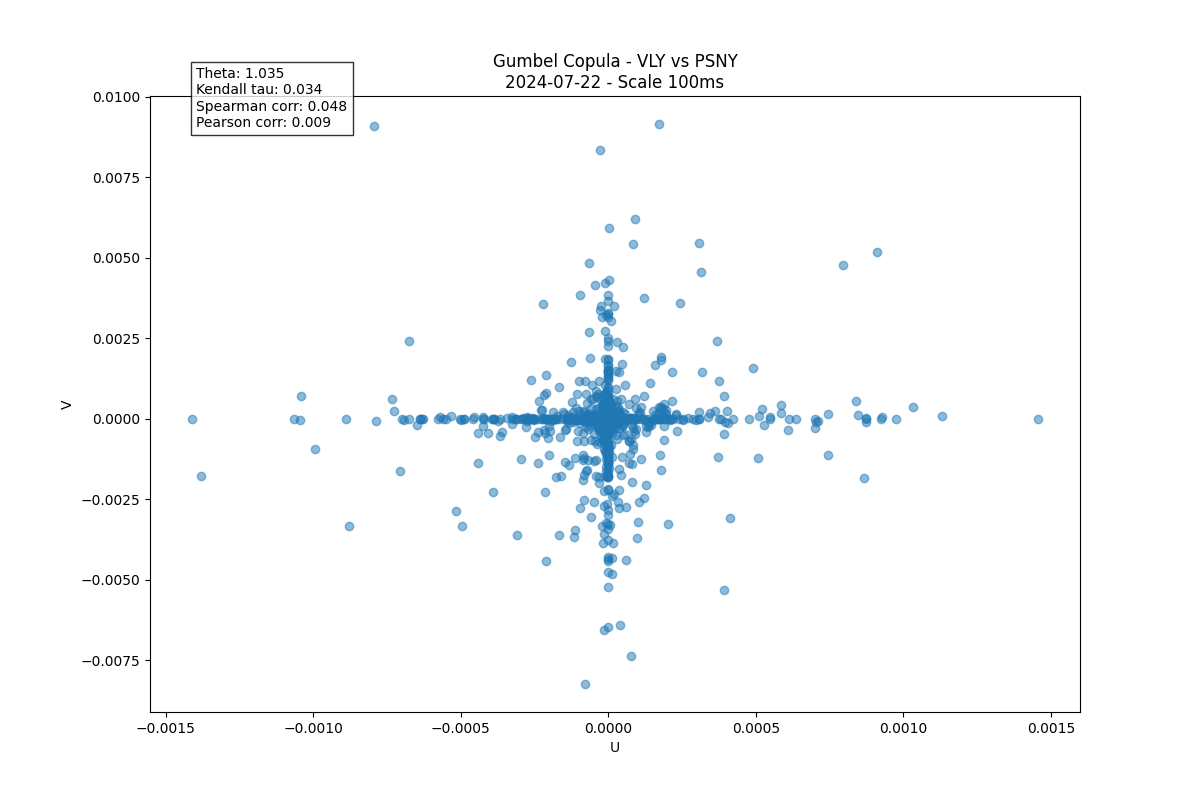 Gumbel Copula - VLY vs PSNY
2024-07-22 - Scale 100ms
Theta: 1.035
Kendall tau: 0.034
Spearman corr: 0.048
Pearson corr: 0.009
0.0100
0.0075
0.0050
0.0025
0.0000
−0.0025
−0.0050
−0.0075
V
−0.0015
−0.0010
−0.0005
0.0000
0.0005
0.0010
0.0015
U